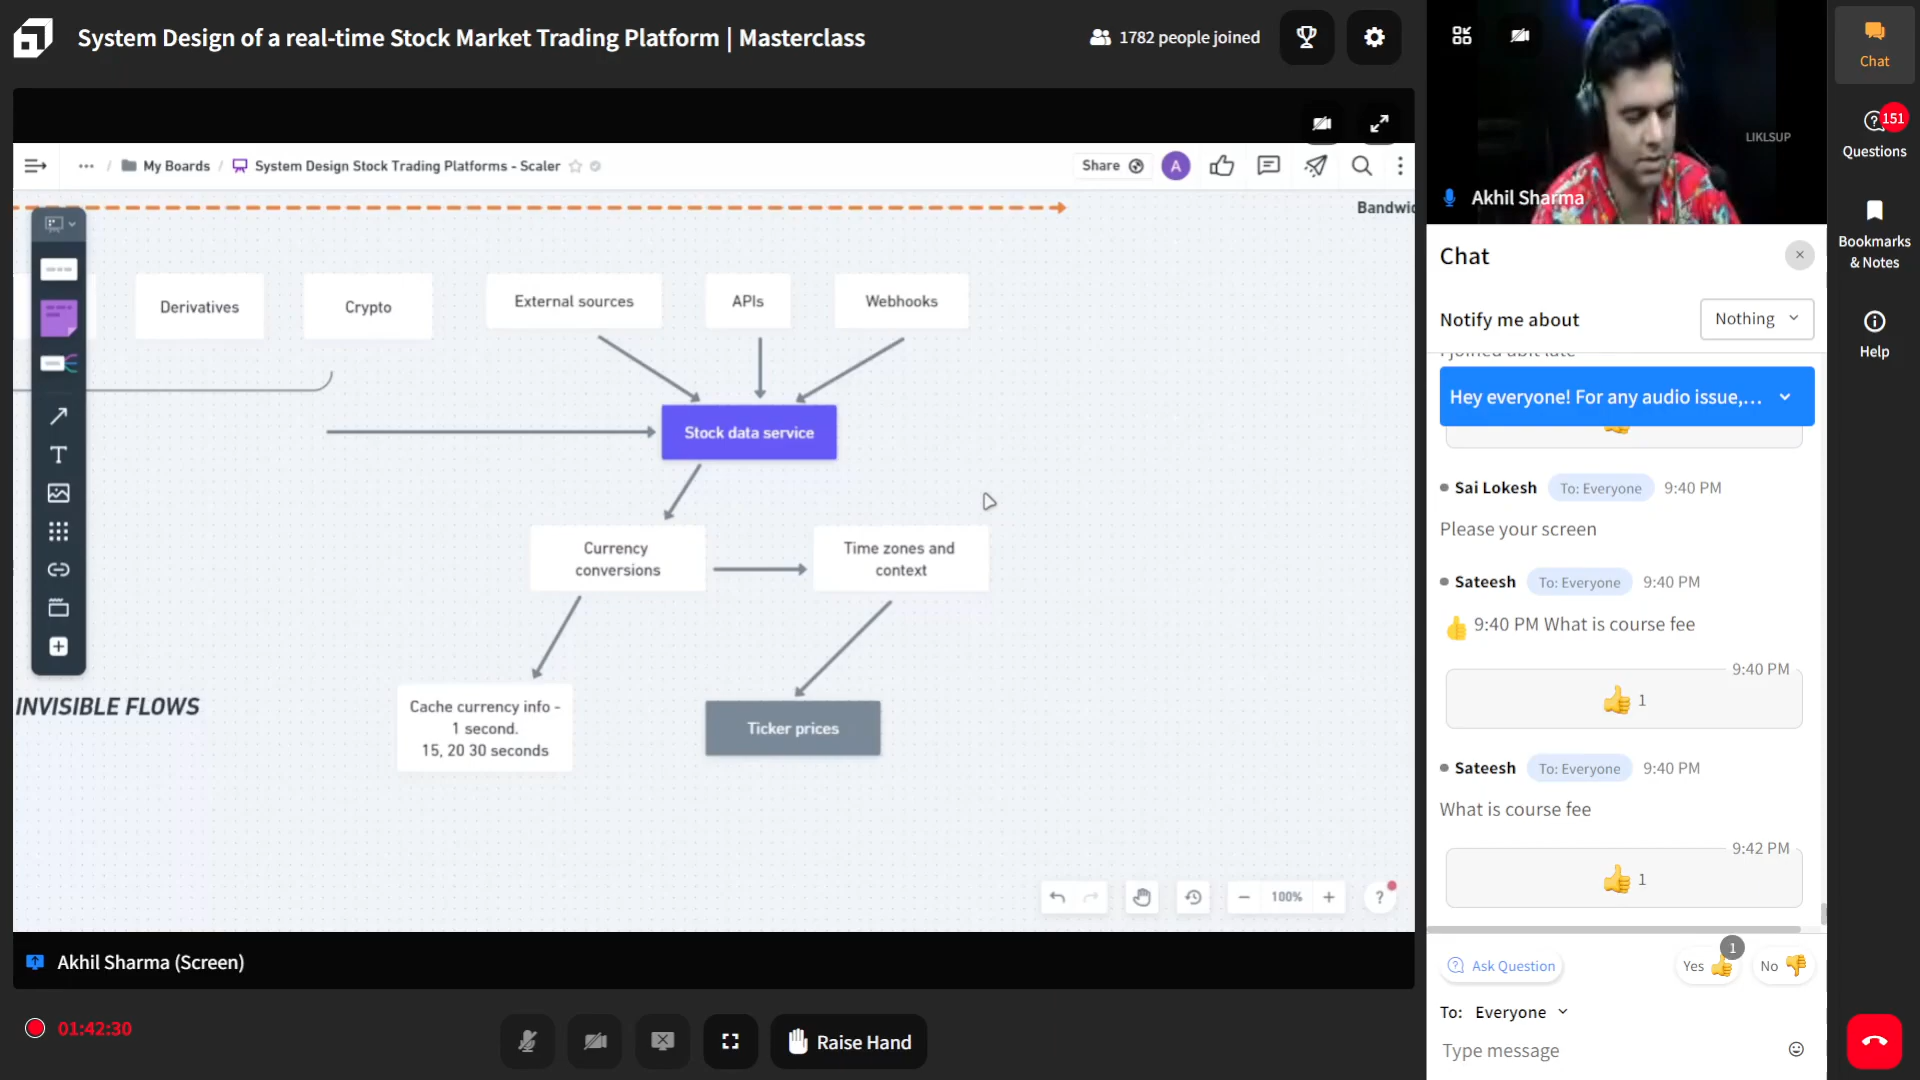 System Design of a real-time Stock Market Trading Platform | Masterclass
1782 people joined
My Boards / System Design Stock Trading Platforms - Scaler
Share
A
Bandwic
Derivatives
Crypto
External sources
APIs
Webhooks
Stock data service
Currency
conversions
Time zones and
context
Cache currency info -
1 second.
15, 20 30 seconds
Ticker prices
INVISIBLE FLOWS
100%
?
Akhil Sharma (Screen)
01:42:30
Raise Hand
LIKLSUP
Akhil Sharma
Chat
Notify me about
Nothing
I joined abit late
Hey everyone! For any audio issue,...
Sai Lokesh To: Everyone 9:40 PM
Please your screen
Sateesh To: Everyone 9:40 PM
👍 9:40 PM What is course fee
9:40 PM
👍 1
Sateesh To: Everyone 9:40 PM
What is course fee
9:42 PM
👍 1
Ask Question
Yes 👍 1
No 👎
To: Everyone
Type message
Chat
151
Questions
Bookmarks
& Notes
Help